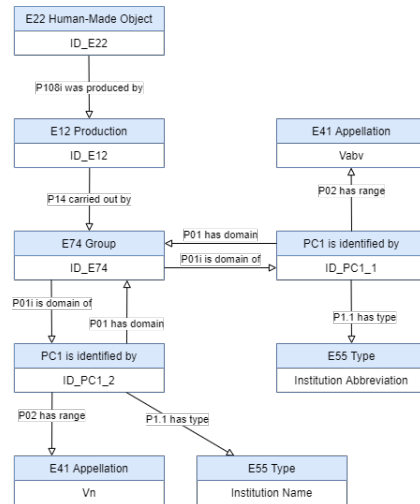 E22 Human-Made Object
ID_E22
P108i was produced by
E12 Production
ID_E12
E41 Appellation
Vabv
P14 carried out by
P02 has range
E74 Group
ID_E74
P01 has domain
P01i is domain of
PC1 is identified by
ID_PC1_1
P01i is domain of
P01 has domain
P1.1 has type
PC1 is identified by
ID_PC1_2
E55 Type
Institution Abbreviation
P02 has range
P1.1 has type
E41 Appellation
Vn
E55 Type
Institution Name